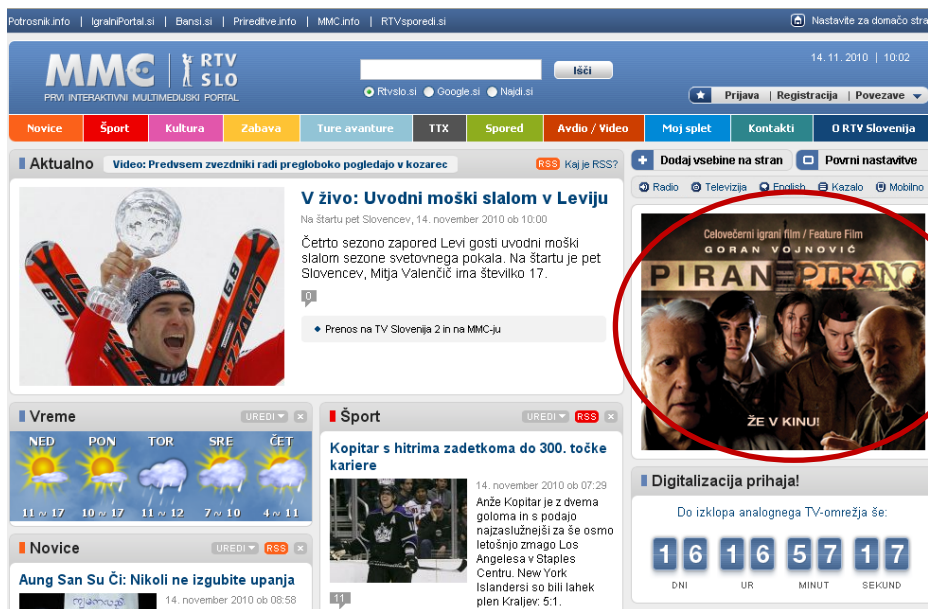 Potrosnik.info | IgralniPortal.si | Bansi.si | Prireditve.info | MMC.info | RTVsporedi.si
Nastavite za domačo stra
MMC RTV SLO
PRVI INTERAKTIVNI MULTIMEDIJSKI PORTAL
Išči
Rtvslo.si Google.si Najdi.si
14. 11. 2010 | 10:02
Prijava | Registracija | Povezave
Novice Šport Kultura Zabava Ture avanture TTX Spored Avdio / Video Moj splet Kontakti O RTV Slovenija
Aktualno Video: Predvsem zvezdniki radi pregloboko pogledajo v kozarec RSS Kaj je RSS?
Dodaj vsebine na stran Povrni nastavitve
Radio Televizija English Kazalo Mobilno
V živo: Uvodni moški slalom v Leviju
Na štartu pet Slovencev, 14. november 2010 ob 10:00
Četrto sezono zapored Levi gosti uvodni moški
slalom sezone svetovnega pokala. Na štartu je pet
Slovencev, Mitja Valenčič ima številko 17.
0
Prenos na TV Slovenija 2 in na MMC-ju
Celovečerni igrani film / Feature Film
GORAN VOJNOVIĆ
PIRAN PIRANO
ŽE V KINU!
Vreme UREDI
NED PON TOR SRE ČET
11 ~ 17 10 ~ 17 11 ~ 12 7 ~ 10 4 ~ 11
Šport UREDI RSS
Kopitar s hitrima zadetkoma do 300. točke
kariere
14. november 2010 ob 07:29
Anže Kopitar je z dvema
goloma in s podajo
najzaslužnejši za še osmo
letošnjo zmago Los
Angelesa v Staples
Centru. New York
Islandersi so bili lahek
plen Kraljev: 5:1.
11
Novice UREDI RSS
Aung San Su Či: Nikoli ne izgubite upanja
14. november 2010 ob 08:58
Digitalizacija prihaja!
Do izklopa analognega TV-omrežja še:
16 16 57 17
DNI UR MINUT SEKUND